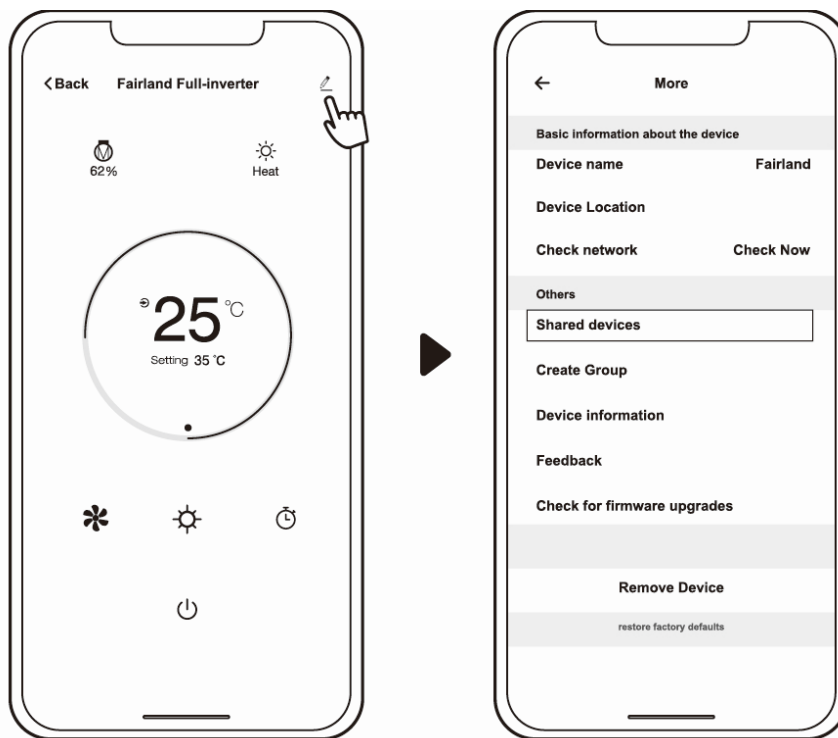 Back
Fairland Full-inverter
62%
Heat
25 °C
Setting 35 °C
More
Basic information about the device
Device name Fairland
Device Location
Check network Check Now
Others
Shared devices
Create Group
Device information
Feedback
Check for firmware upgrades
Remove Device
restore factory defaults